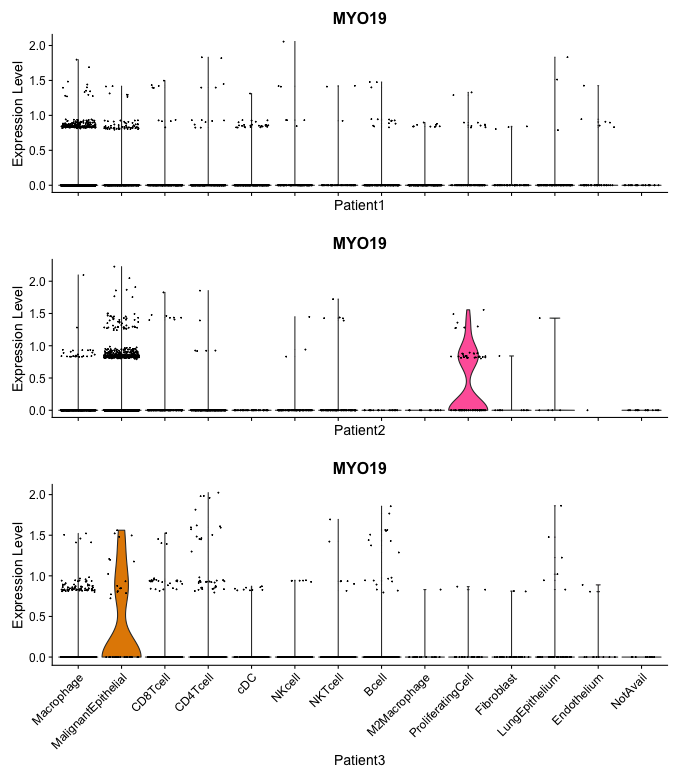 MYO19
Expression Level
2.0
1.5
1.0
0.5
0.0
Patient1
MYO19
Expression Level
2.0
1.5
1.0
0.5
0.0
Patient2
MYO19
Expression Level
2.0
1.5
1.0
0.5
0.0
Macrophage
MalignantEpithelial
CD8Tcell
CD4Tcell
cDC
NKcell
NKTcell
Bcell
M2Macrophage
ProliferatingCell
Fibroblast
LungEpithelium
Endothelium
NotAvail
Patient3